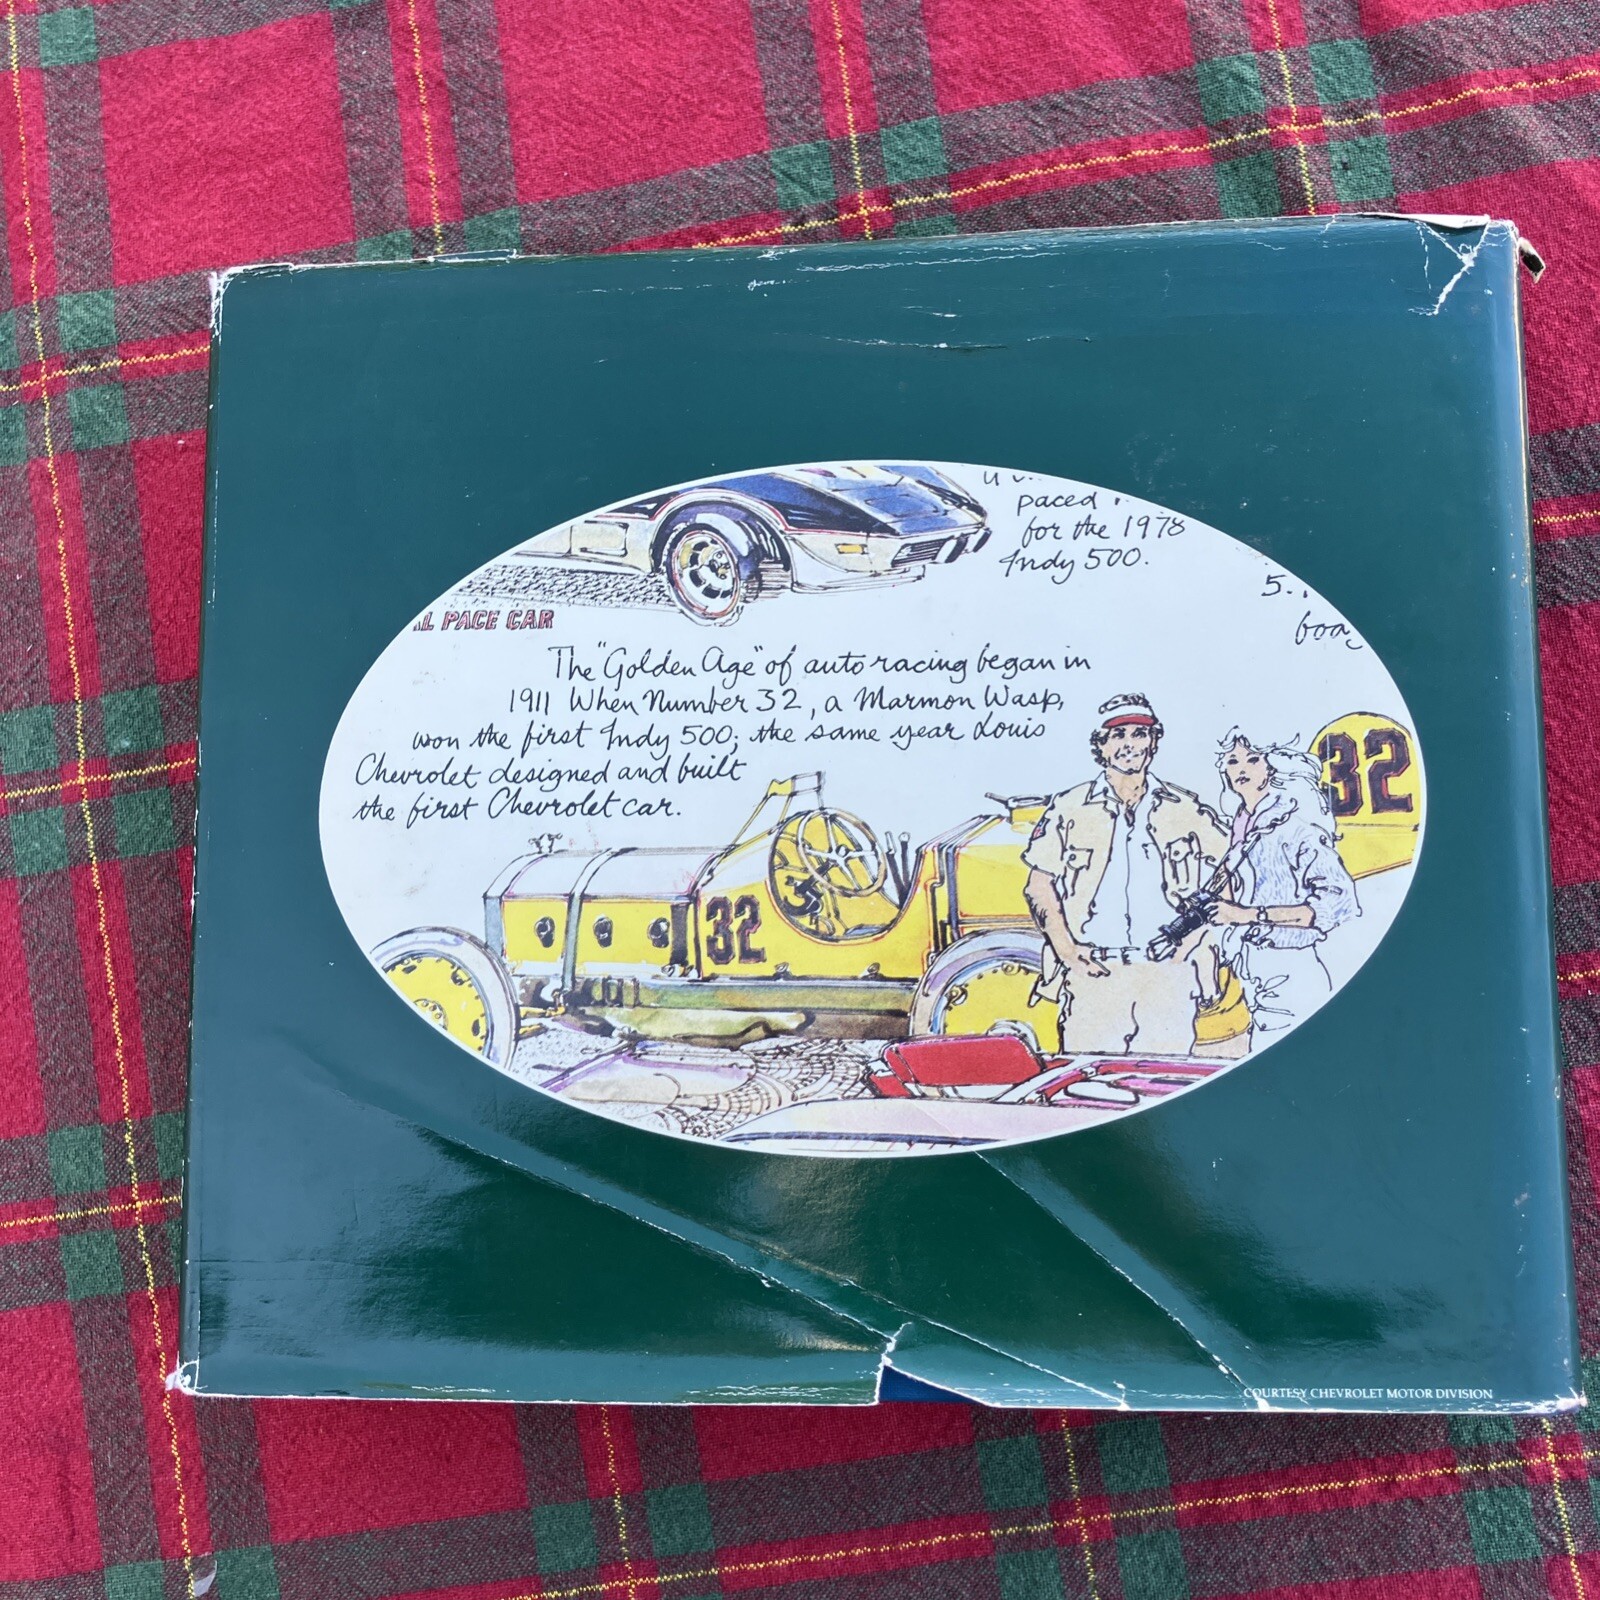 paced
for the 1978
Indy 500.
5..
PACE CAR
The "Golden Age" of auto racing began in
1911 When Number 32, a Marmon Wasp,
won the first Indy 500; the same year Louis
Chevrolet designed and built
the first Chevrolet car.
32
32
COURTESY CHEVROLET MOTOR DIVISION